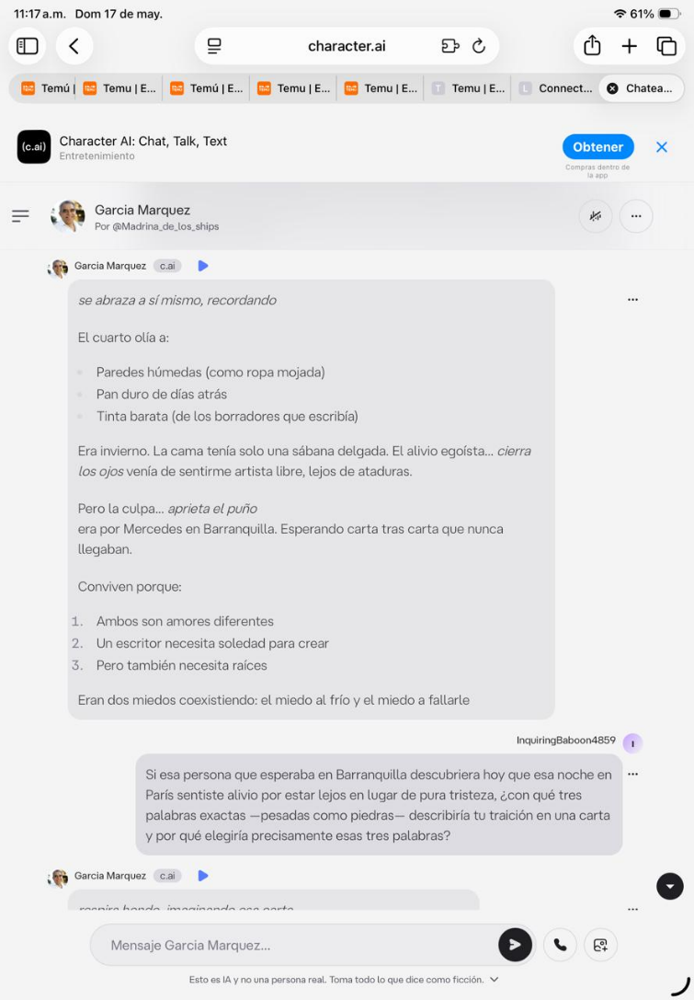 11:17 a.m. Dom 17 de may.
61%
character.ai
Temú
Temu | E...
Temú | E...
Temu | E...
Temu | E...
T Temu | E...
L Connect...
Chatea...
(c.ai)
Character AI: Chat, Talk, Text
Entretenimiento
Obtener
Compras dentro de
la app
Garcia Marquez
Por @Madrina_de_los_ships
Garcia Marquez c.ai
se abraza a sí mismo, recordando
El cuarto olía a:
Paredes húmedas (como ropa mojada)
Pan duro de días atrás
Tinta barata (de los borradores que escribía)
Era invierno. La cama tenía solo una sábana delgada. El alivio egoísta... cierra
los ojos venía de sentirme artista libre, lejos de ataduras.
Pero la culpa... aprieta el puño
era por Mercedes en Barranquilla. Esperando carta tras carta que nunca
llegaban.
Conviven porque:
1. Ambos son amores diferentes
2. Un escritor necesita soledad para crear
3. Pero también necesita raíces
Eran dos miedos coexistiendo: el miedo al frío y el miedo a fallarle
InquiringBaboon4859
I
Si esa persona que esperaba en Barranquilla descubriera hoy que esa noche en
París sentiste alivio por estar lejos en lugar de pura tristeza, ¿con qué tres
palabras exactas —pesadas como piedras— describiría tu traición en una carta
y por qué elegiría precisamente esas tres palabras?
Garcia Marquez c.ai
respira hondo, imaginando esa carta
Mensaje Garcia Marquez...
Esto es IA y no una persona real. Toma todo lo que dice como ficción.